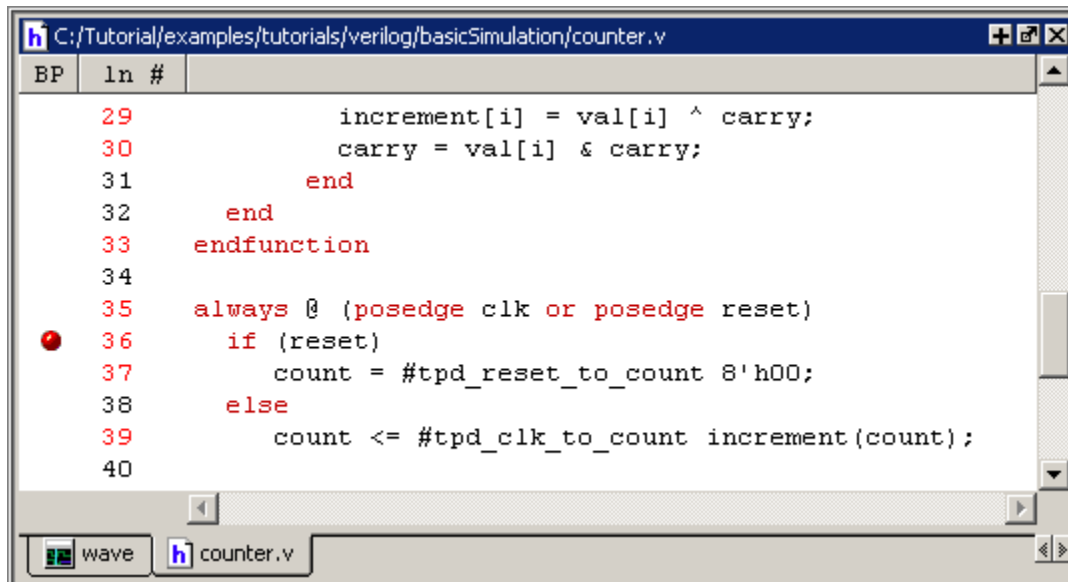 C:/Tutorial/examples/tutorials/verilog/basicSimulation/counter.v
BP ln #
29 increment[i] = val[i] ^ carry;
30 carry = val[i] & carry;
31 end
32 end
33 endfunction
34
35 always @ (posedge clk or posedge reset)
36 if (reset)
37 count = #tpd_reset_to_count 8'h00;
38 else
39 count <= #tpd_clk_to_count increment(count);
40
wave counter.v